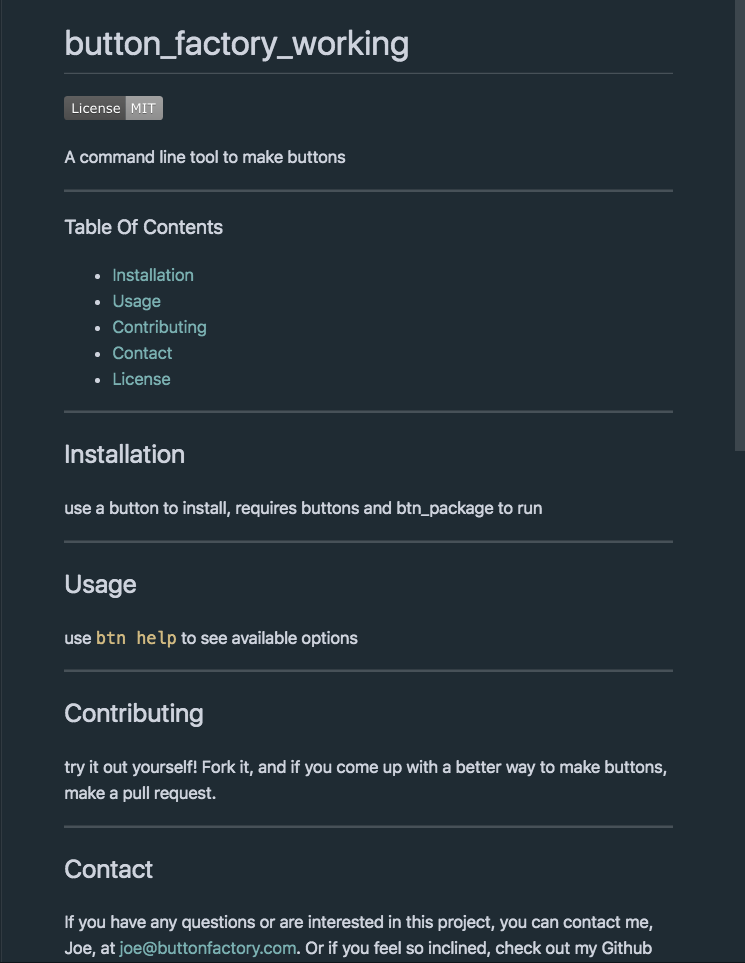 button_factory_working
License MIT
A command line tool to make buttons
Table Of Contents
Installation
Usage
Contributing
Contact
License
Installation
use a button to install, requires buttons and btn_package to run
Usage
use btn help to see available options
Contributing
try it out yourself! Fork it, and if you come up with a better way to make buttons,
make a pull request.
Contact
If you have any questions or are interested in this project, you can contact me,
Joe, at joe@buttonfactory.com. Or if you feel so inclined, check out my Github